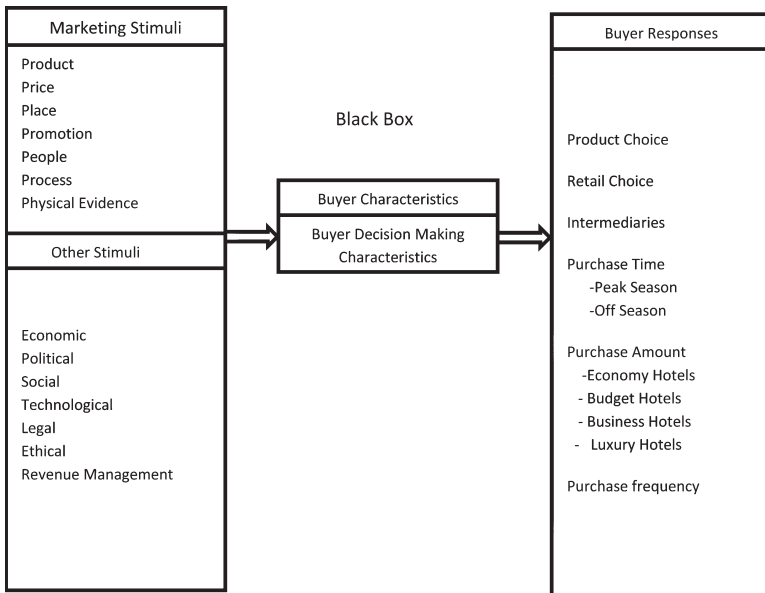 Marketing Stimuli
Product
Price
Place
Promotion
People
Process
Physical Evidence
Other Stimuli
Economic
Political
Social
Technological
Legal
Ethical
Revenue Management
Black Box
Buyer Characteristics
Buyer Decision Making
Characteristics
Buyer Responses
Product Choice
Retail Choice
Intermediaries
Purchase Time
-Peak Season
-Off Season
Purchase Amount
-Economy Hotels
- Budget Hotels
- Business Hotels
- Luxury Hotels
Purchase frequency